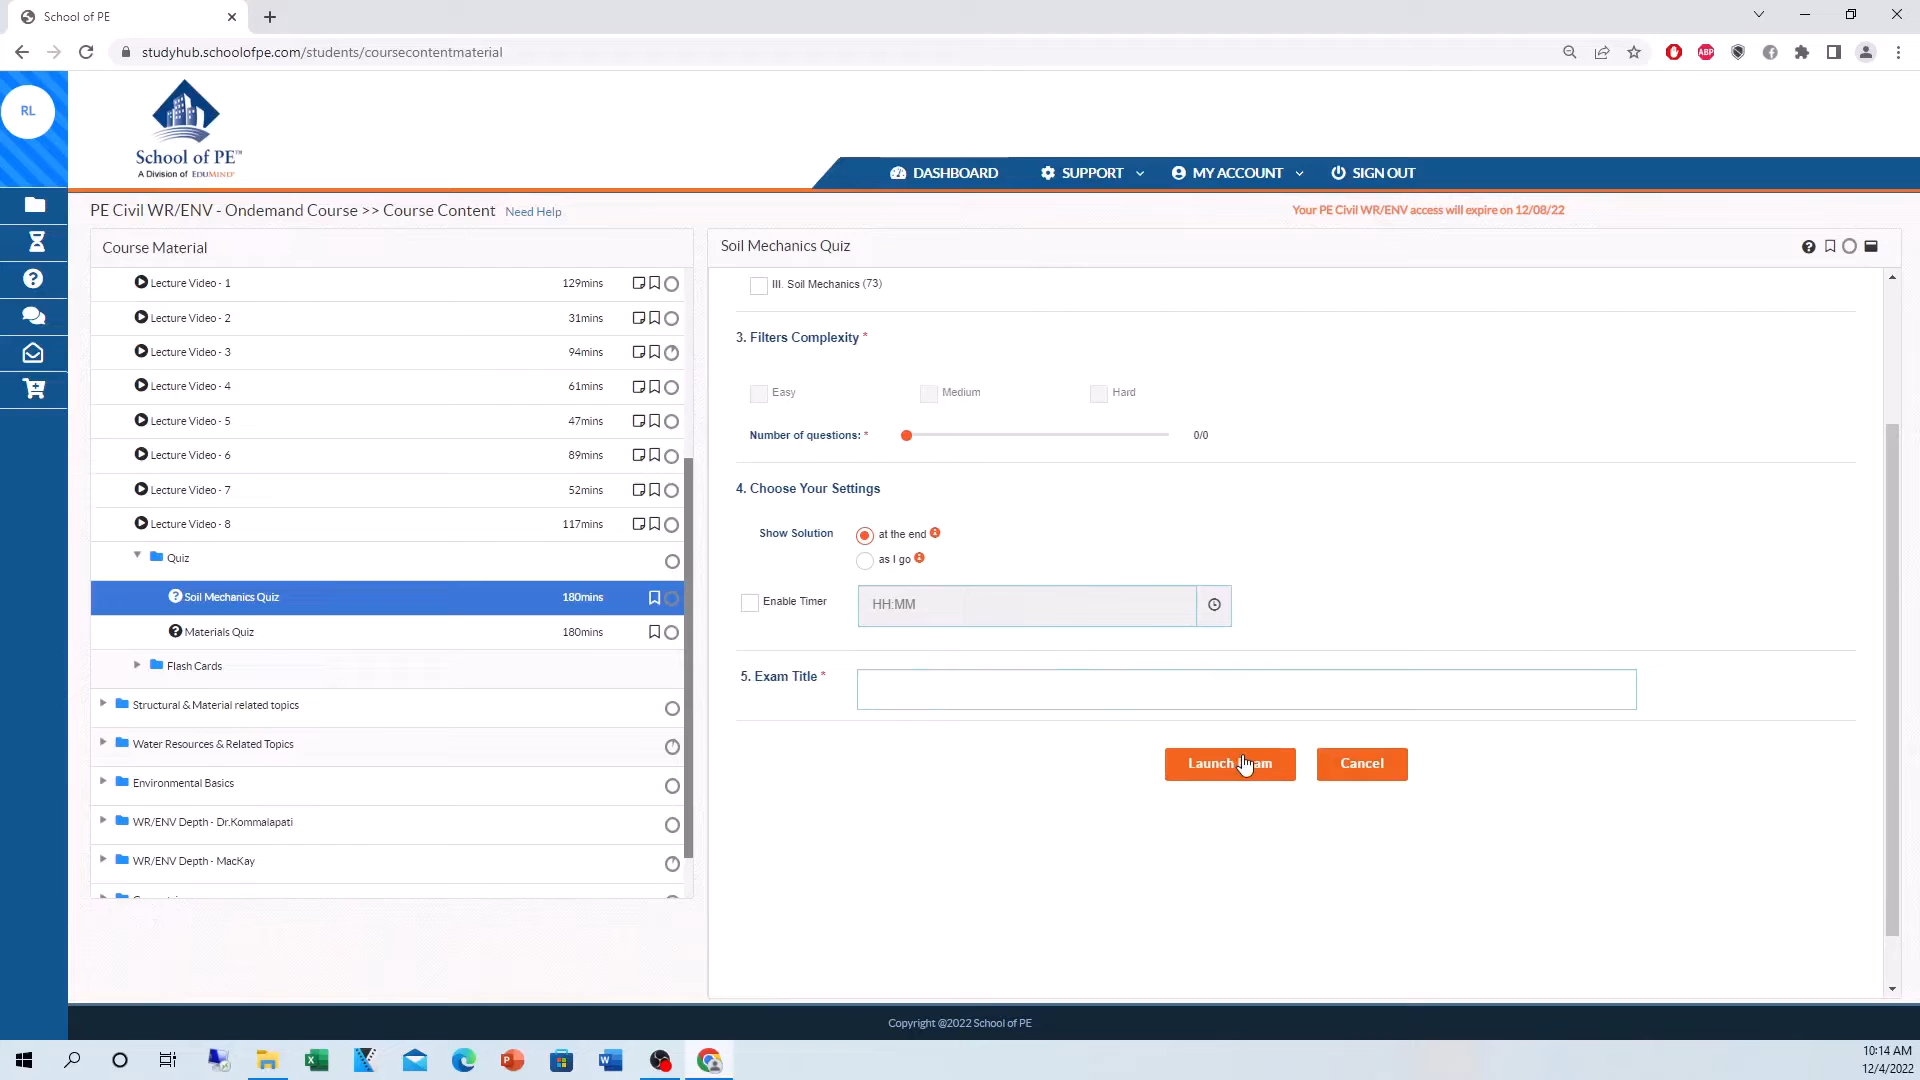 School of PE
studyhub.schoolofpe.com/students/coursecontentmaterial
ABP
RL
School of PE™
A Division of EDUMIND
DASHBOARD
SUPPORT
MY ACCOUNT
SIGN OUT
PE Civil WR/ENV - Ondemand Course >> Course Content Need Help
Your PE Civil WR/ENV access will expire on 12/08/22
Course Material
Lecture Video - 1 129mins
Lecture Video - 2 31mins
Lecture Video - 3 94mins
Lecture Video - 4 61mins
Lecture Video - 5 47mins
Lecture Video - 6 89mins
Lecture Video - 7 52mins
Lecture Video - 8 117mins
Quiz
Soil Mechanics Quiz 180mins
Materials Quiz 180mins
Flash Cards
Structural & Material related topics
Water Resources & Related Topics
Environmental Basics
WR/ENV Depth - Dr.Kommalapati
WR/ENV Depth - MacKay
Soil Mechanics Quiz
III. Soil Mechanics (73)
3. Filters Complexity *
Easy Medium Hard
Number of questions: * 0/0
4. Choose Your Settings
Show Solution at the end
as I go
Enable Timer HH:MM
5. Exam Title *
Launch
Cancel
Copyright @2022 School of PE
10:14 AM
12/4/2022